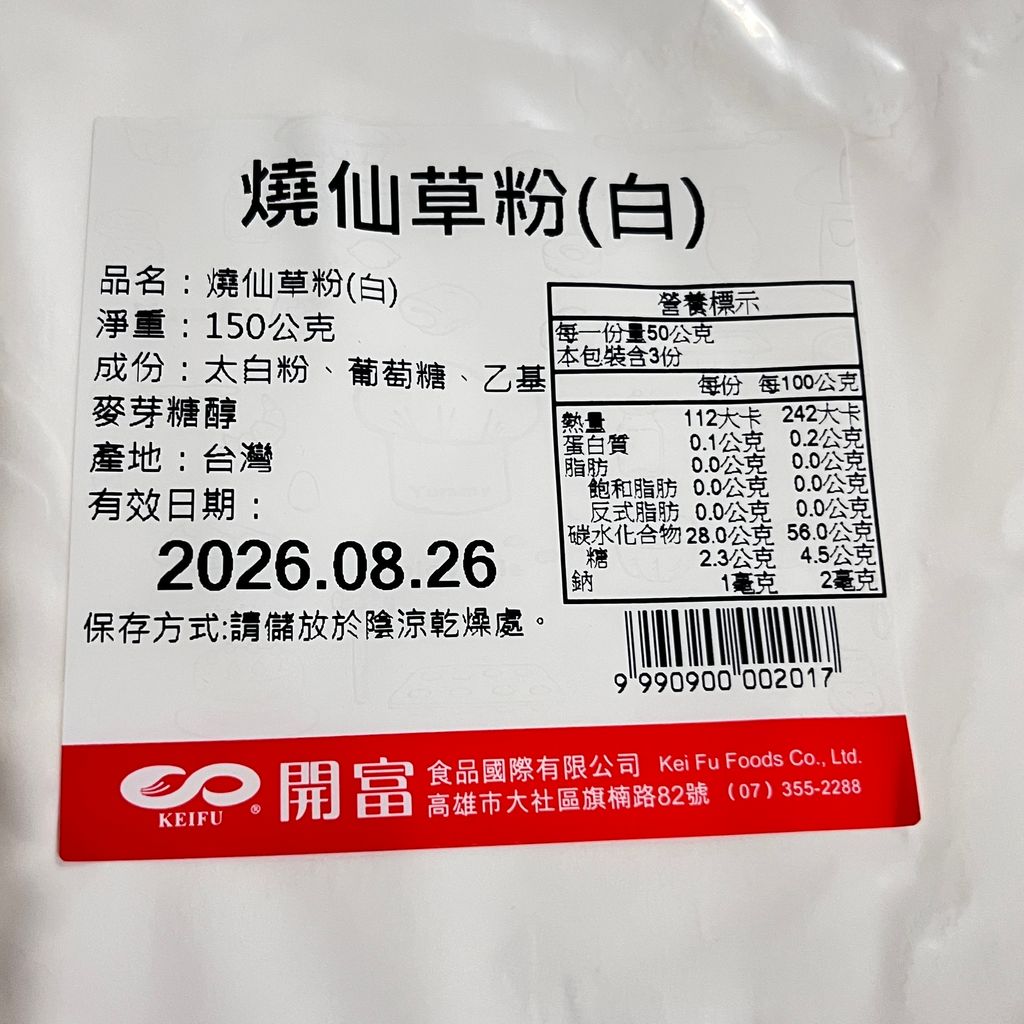 燒仙草粉(白)
品名：燒仙草粉(白)
淨重：150公克
成份：太白粉、葡萄糖、乙基
麥芽糖醇
產地：台灣
有效日期：
2026.08.26
保存方式:請儲放於陰涼乾燥處。
營養標示
每一份量50公克
本包裝含3份
每份 每100公克
熱量 112大卡 242大卡
蛋白質 0.1公克 0.2公克
脂肪 0.0公克 0.0公克
飽和脂肪 0.0公克 0.0公克
反式脂肪 0.0公克 0.0公克
碳水化合物 28.0公克 56.0公克
糖 2.3公克 4.5公克
鈉 1毫克 2毫克
9 990900 002017
KEIFU®
開富
食品國際有限公司 Kei Fu Foods Co., Ltd.
高雄市大社區旗楠路82號 (07) 355-2288